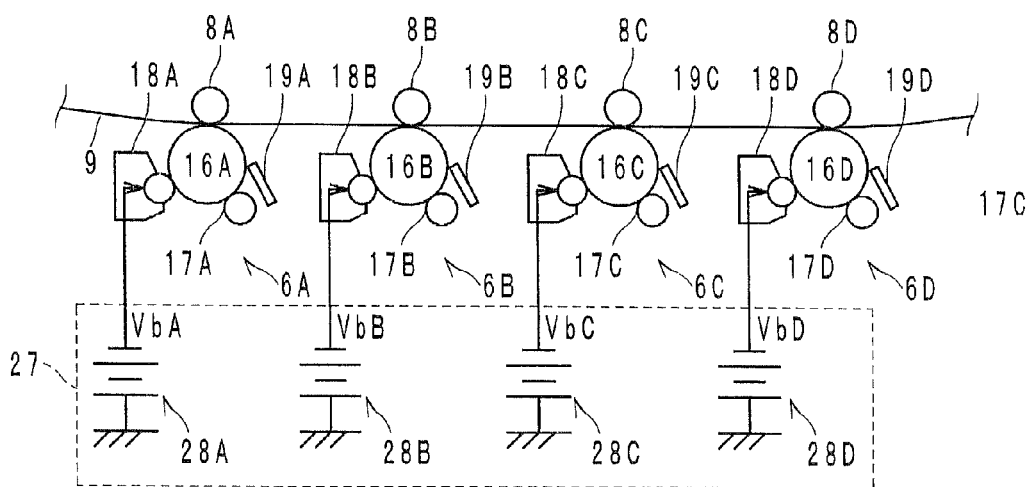 8A 8B 8C 8D
18A 19A 18B 19B 18C 19C 18D 19D
9 16A 16B 16C 16D 17C
17A 17B 17C 17D
6A 6B 6C 6D
VbA VbB VbC VbD
27
28A 28B 28C 28D